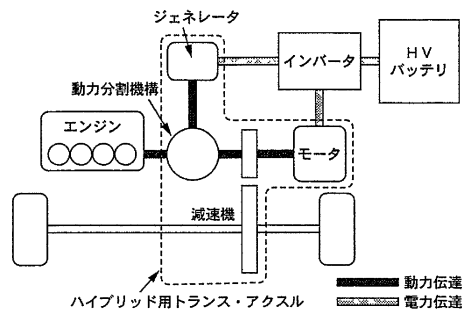 ジェネレータ
インバータ
HV
バッテリ
動力分割機構
エンジン
モータ
減速機
ハイブリッド用トランス・アクスル
動力伝達
電力伝達